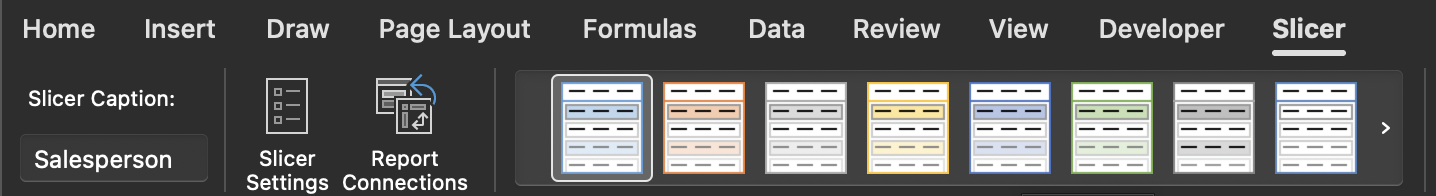 Home Insert Draw Page Layout Formulas Data Review View Developer Slicer
Slicer Caption:
Salesperson
Slicer
Settings
Report
Connections